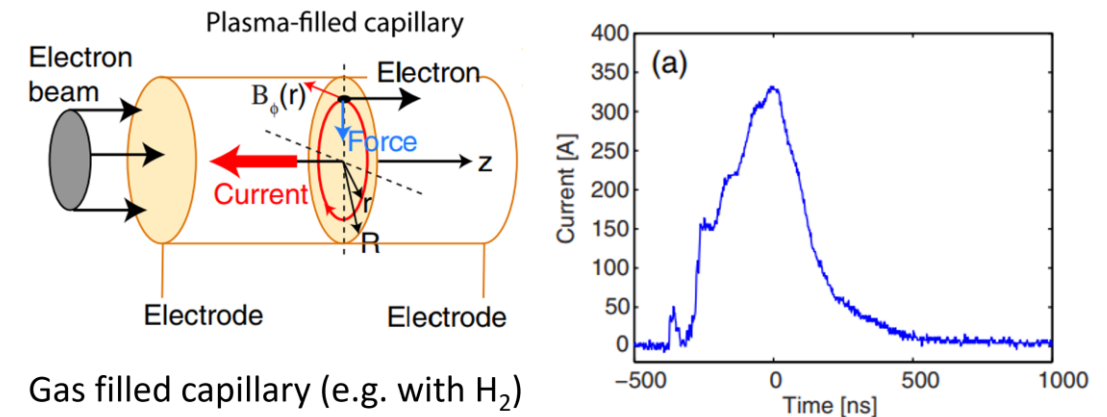 Plasma-filled capillary
Electron
beam
Electron
Bϕ(r)
Force
z
Current
r
R
Electrode
Electrode
Gas filled capillary (e.g. with H₂)
(a)
Current [A]
400
350
300
250
200
150
100
50
0
−500
0
500
1000
Time [ns]